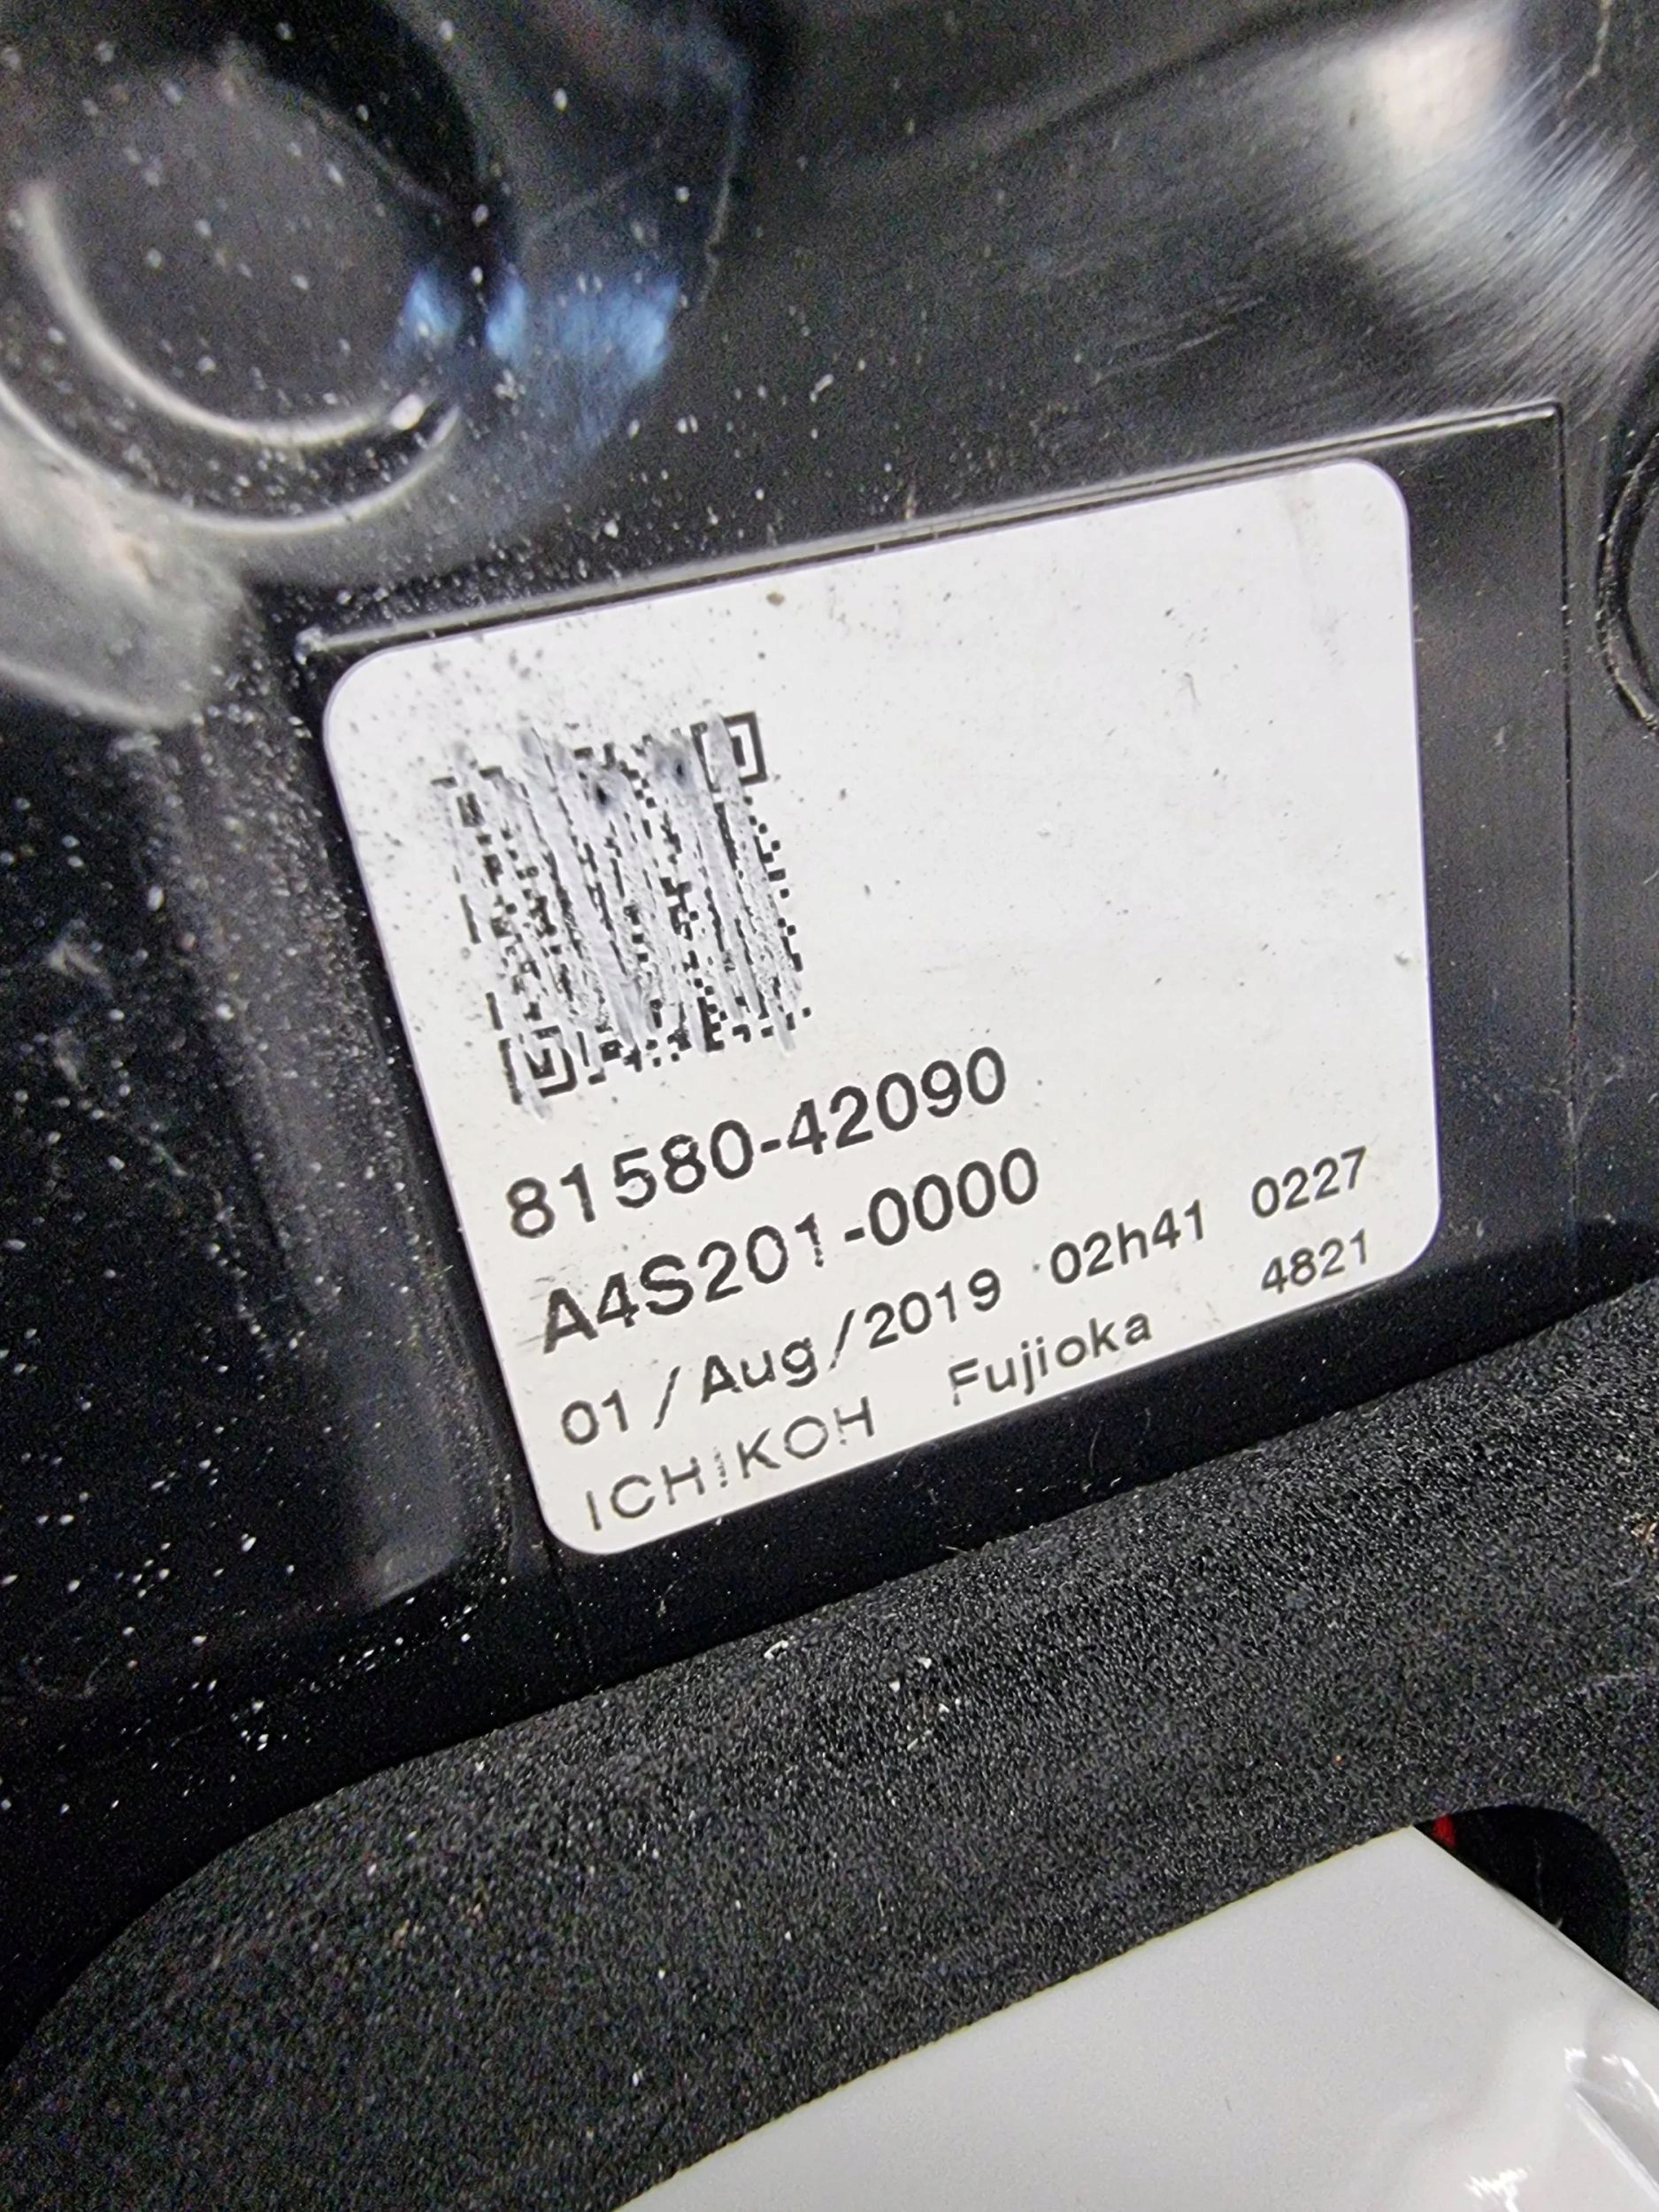 81580-42090
A4S201-0000
01/Aug/2019 02h41 0227
ICHIKOH Fujioka 4821